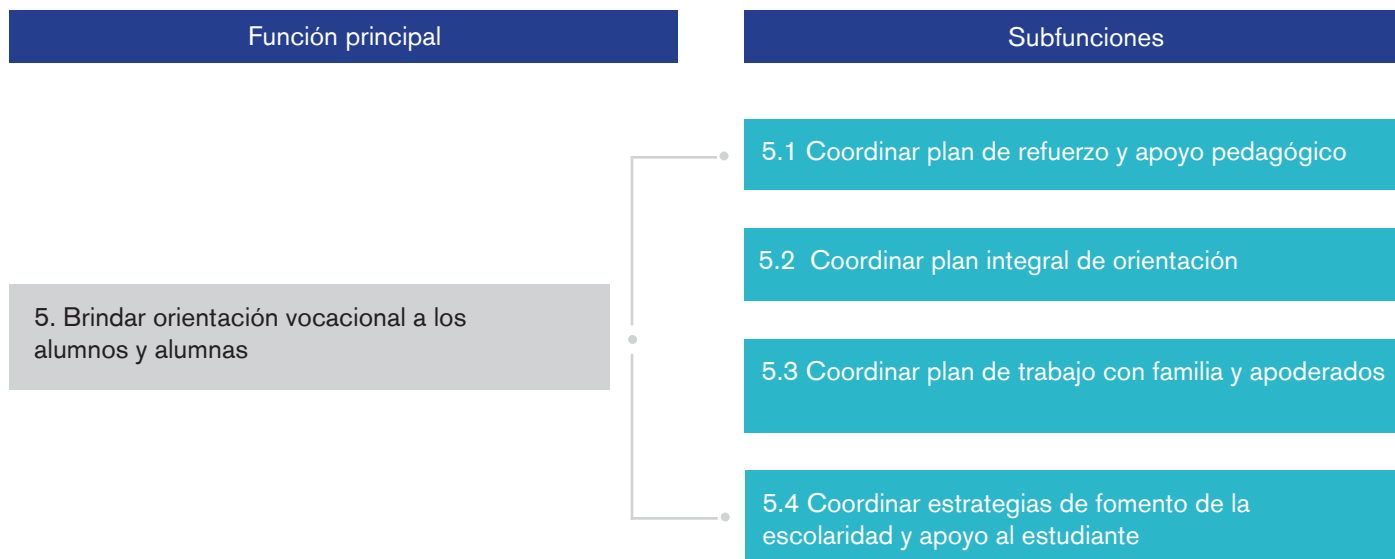 Función principal
Subfunciones
5.1 Coordinar plan de refuerzo y apoyo pedagógico
5.2 Coordinar plan integral de orientación
5. Brindar orientación vocacional a los
alumnos y alumnas
5.3 Coordinar plan de trabajo con familia y apoderados
5.4 Coordinar estrategias de fomento de la
escolaridad y apoyo al estudiante